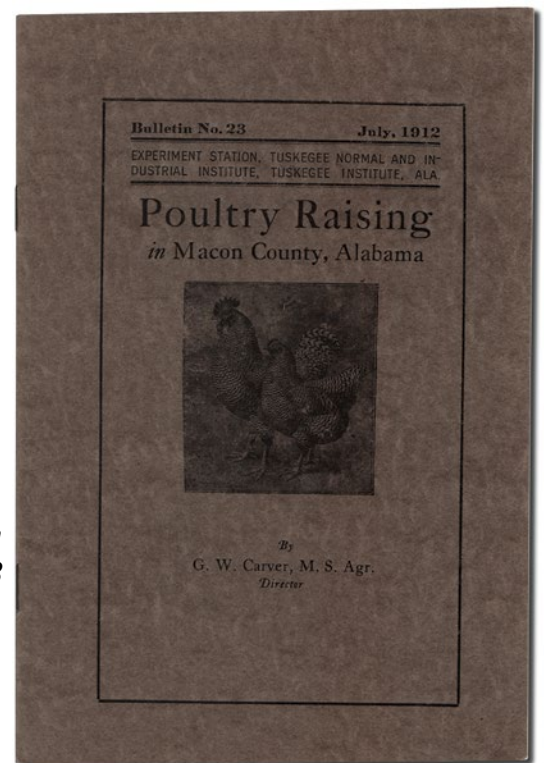 Bulletin No. 23 July, 1912
EXPERIMENT STATION, TUSKEGEE NORMAL AND IN-
DUSTRIAL INSTITUTE, TUSKEGEE INSTITUTE, ALA.
Poultry Raising
in Macon County, Alabama
By
G. W. Carver, M. S. Agr.
Director